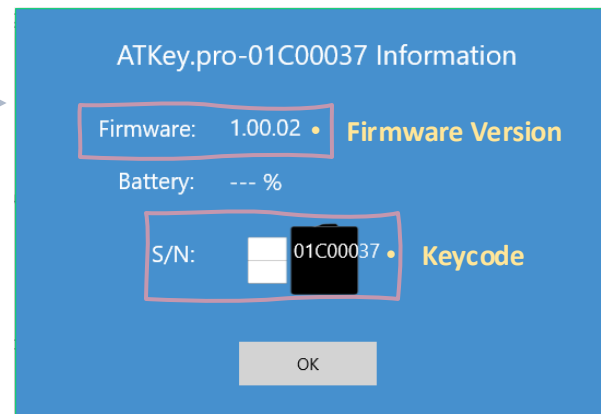 ATKey.pro-01C00037 Information
Firmware: 1.00.02 • Firmware Version
Battery: --- %
S/N: 01C00037 • Keycode
OK